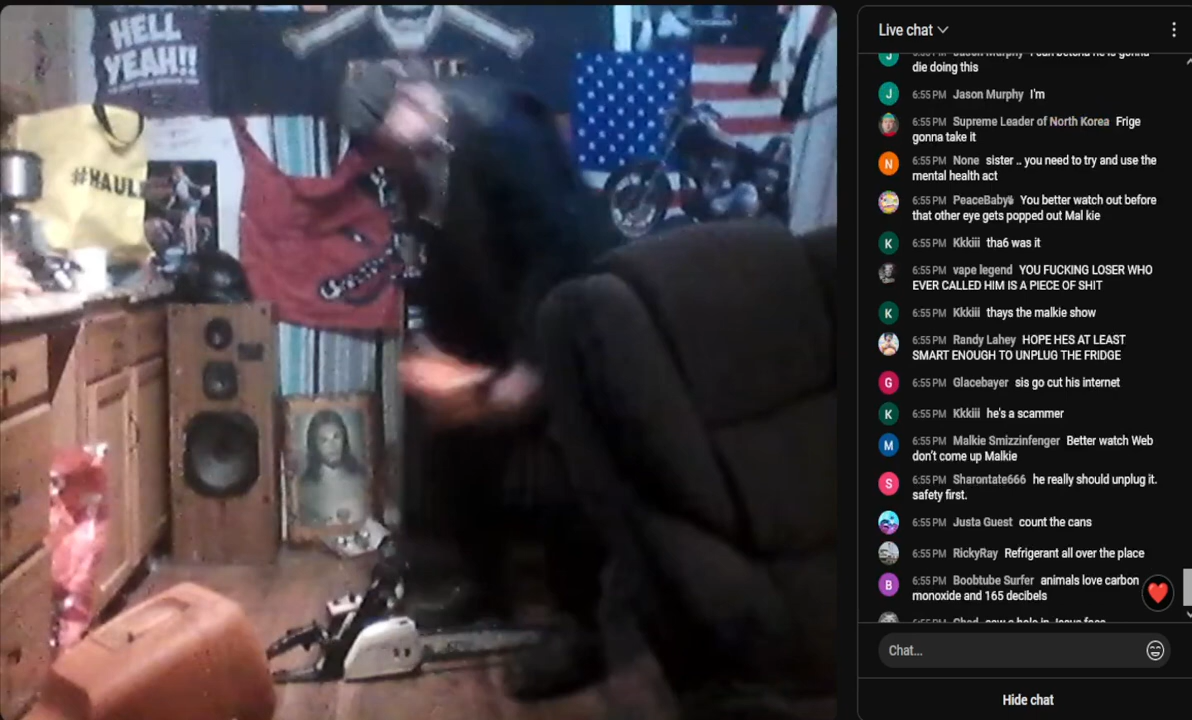 HELL
YEAH!!
#HAUL
Live chat
die doing this
6:55 PM Jason Murphy I'm
6:55 PM Supreme Leader of North Korea Frige
gonna take it
6:55 PM None sister .. you need to try and use the
mental health act
6:55 PM PeaceBaby You better watch out before
that other eye gets popped out Mal kie
6:55 PM Kkkiii tha6 was it
6:55 PM vape legend YOU FUCKING LOSER WHO
EVER CALLED HIM IS A PIECE OF SHIT
6:55 PM Kkkiii thays the malkie show
6:55 PM Randy Lahey HOPE HES AT LEAST
SMART ENOUGH TO UNPLUG THE FRIDGE
6:55 PM Glacebayer sis go cut his internet
6:55 PM Kkkiii he's a scammer
6:55 PM Malkie Smizzinfenger Better watch Web
don't come up Malkie
6:55 PM Sharontate666 he really should unplug it.
safety first.
6:55 PM Justa Guest count the cans
6:55 PM RickyRay Refrigerant all over the place
6:55 PM Boobtube Surfer animals love carbon
monoxide and 165 decibels
Chat...
Hide chat